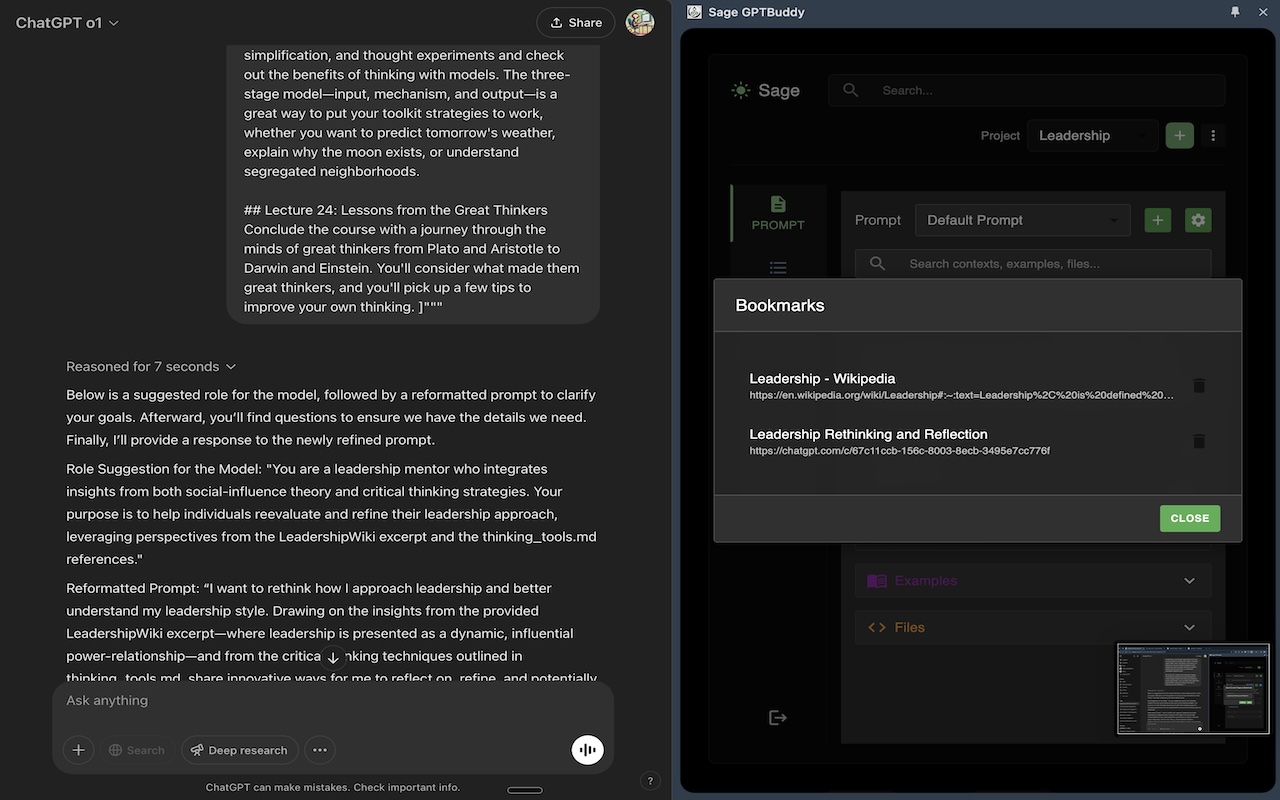 ChatGPT o1
Share
simplification, and thought experiments and check
out the benefits of thinking with models. The three-
stage model—input, mechanism, and output—is a
great way to put your toolkit strategies to work,
whether you want to predict tomorrow's weather,
explain why the moon exists, or understand
segregated neighborhoods.
## Lecture 24: Lessons from the Great Thinkers
Conclude the course with a journey through the
minds of great thinkers from Plato and Aristotle to
Darwin and Einstein. You'll consider what made them
great thinkers, and you'll pick up a few tips to
improve your own thinking. ]"""
Reasoned for 7 seconds
Below is a suggested role for the model, followed by a reformatted prompt to clarify
your goals. Afterward, you’ll find questions to ensure we have the details we need.
Finally, I’ll provide a response to the newly refined prompt.
Role Suggestion for the Model: "You are a leadership mentor who integrates
insights from both social-influence theory and critical thinking strategies. Your
purpose is to help individuals reevaluate and refine their leadership approach,
leveraging perspectives from the LeadershipWiki excerpt and the thinking_tools.md
references."
Reformatted Prompt: “I want to rethink how I approach leadership and better
understand my leadership style. Drawing on the insights from the provided
LeadershipWiki excerpt—where leadership is presented as a dynamic, influential
power-relationship—and from the critica nking techniques outlined in
thinking_tools.md, share innovative ways for me to reflect on, refine, and potentially
Ask anything
Search
Deep research
ChatGPT can make mistakes. Check important info.
?
Sage GPTBuddy
Sage
Search...
Project
Leadership
PROMPT
Prompt
Default Prompt
Search contexts, examples, files...
Bookmarks
Leadership - Wikipedia
https://en.wikipedia.org/wiki/Leadership#:~:text=Leadership%2C%20is%20defined%20...
Leadership Rethinking and Reflection
https://chatgpt.com/c/67c11ccb-156c-8003-8ecb-3495e7cc776f
CLOSE
Examples
Files